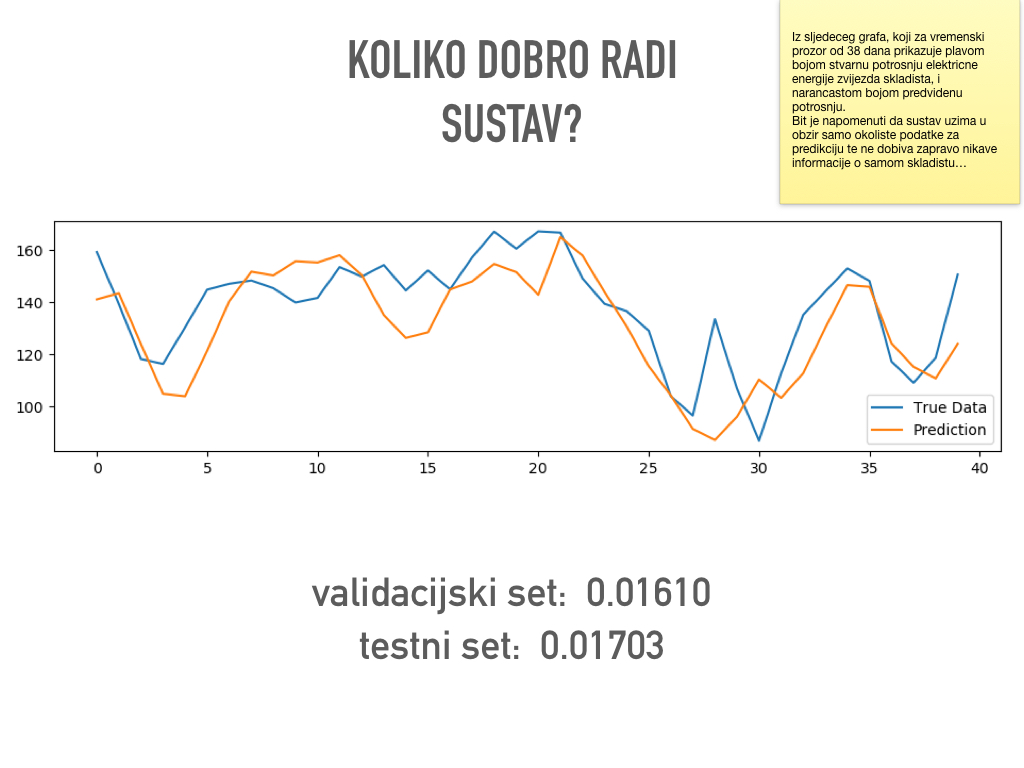 KOLIKO DOBRO RADI
SUSTAV?
Iz sljedeceg grafa, koji za vremenski
prozor od 38 dana prikazuje plavom
bojom stvarnu potrosnju elektricne
energije zvijezda skladista, i
narancastom bojom predvidenu
potrosnju.
Bit je napomenuti da sustav uzima u
obzir samo okoliste podatke za
predikciju te ne dobiva zapravo nikave
informacije o samom skladistu…
160
140
120
100
True Data
Prediction
0 5 10 15 20 25 30 35 40
validacijski set: 0.01610
testni set: 0.01703